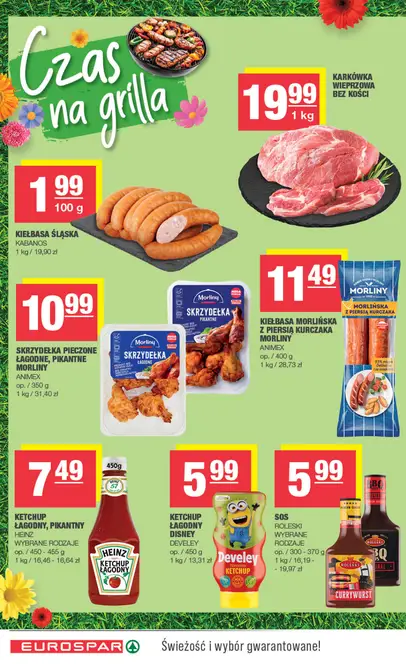 Czas
na grilla
19 99
1 kg
KARKÓWKA
WIEPRZOWA
BEZ KOŚCI
1 99
100 g
KIEŁBASA ŚLĄSKA
KABANOS
1 kg / 19,90 zł
10 99
SKRZYDEŁKA PIECZONE
ŁAGODNE, PIKANTNE
MORLINY
ANIMEX
op. / 350 g
1 kg / 31,40 zł
Morliny
SKRZYDEŁKA
ŁAGODNE
Morliny
SKRZYDEŁKA
PIKANTNE
11 49
KIEŁBASA MORLIŃSKA
Z PIERSIĄ KURCZAKA
MORLINY
ANIMEX
op. / 400 g
1 kg / 28,73 zł
MORLINY
MORLIŃSKA
Z PIERSIĄ KURCZAKA
7 49
KETCHUP
ŁAGODNY, PIKANTNY
HEINZ
WYBRANE RODZAJE
op. / 450 - 455 g
1 kg / 16,46 - 16,64 zł
450g
57
HEINZ
KETCHUP
ŁAGODNY
5 99
KETCHUP
ŁAGODNY
DISNEY
DEVELEY
op. / 450 g
1 kg / 13,31 zł
Develey
KETCHUP
5 99
SOS
ROLESKI
WYBRANE
RODZAJE
op. / 300 - 370 g
1 kg / 16,19 -
- 19,97 zł
ROLESKI
CURRYWURST
BBQ
EUROSPAR
Świeżość i wybór gwarantowane!